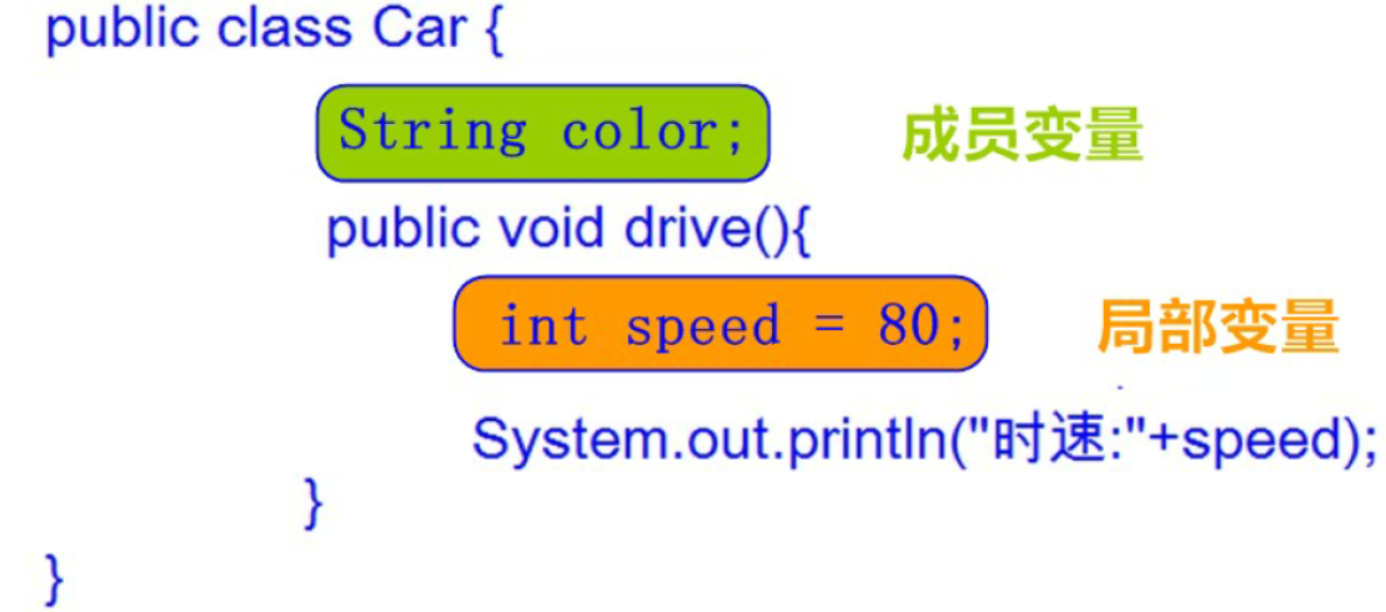 public class Car {
String color; 成员变量
public void drive(){
int speed = 80; 局部变量
System.out.println("时速:"+speed);
}
}